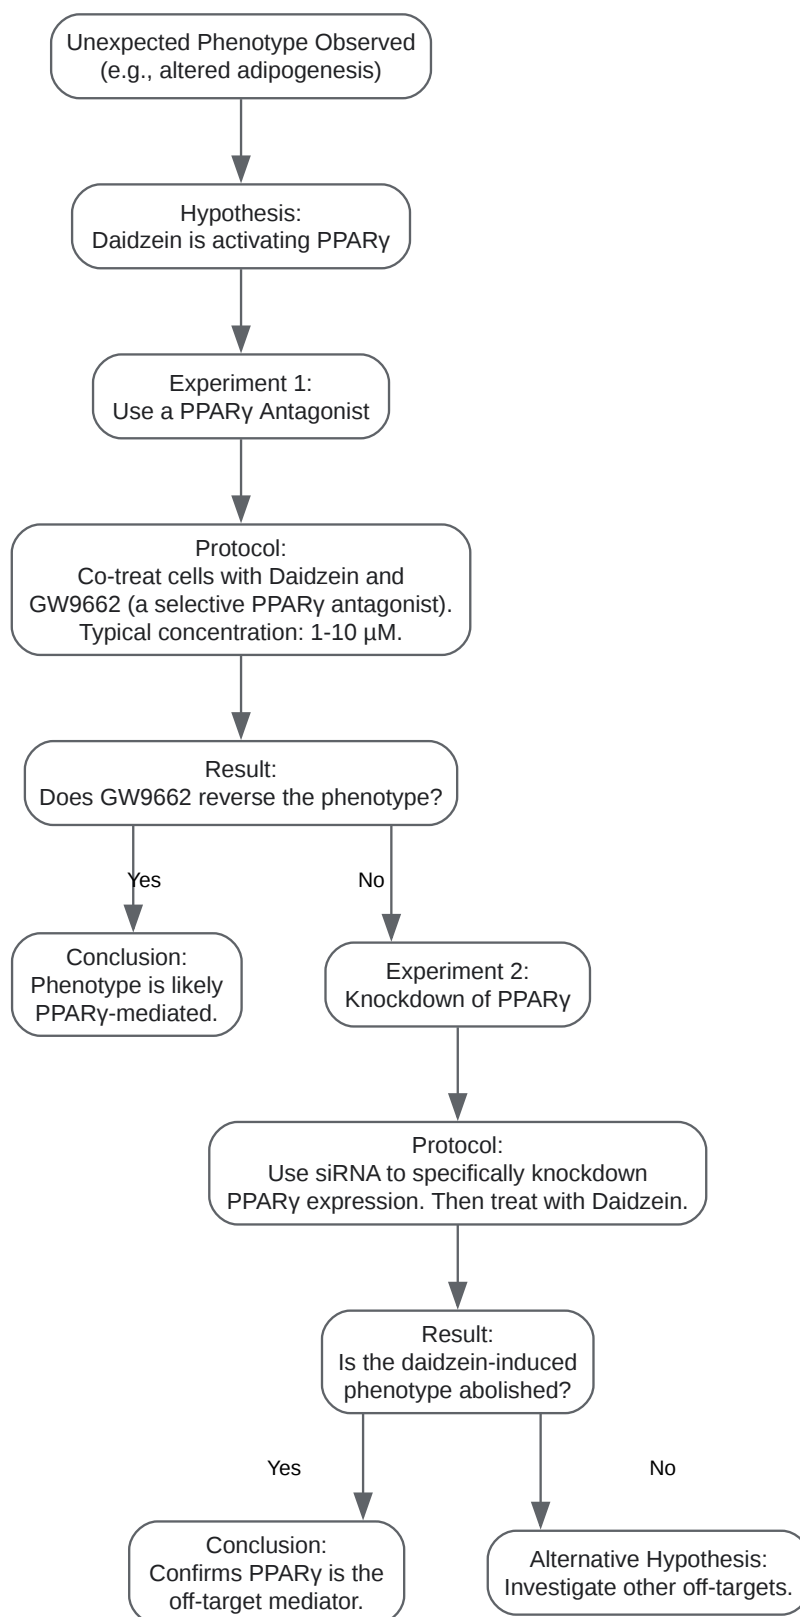 Unexpected Phenotype Observed
(e.g., altered adipogenesis)
Hypothesis:
Daidzein is activating PPARγ
Experiment 1:
Use a PPARγ Antagonist
Protocol:
Co-treat cells with Daidzein and
GW9662 (a selective PPARγ antagonist).
Typical concentration: 1-10 µM.
Result:
Does GW9662 reverse the phenotype?
Yes
No
Conclusion:
Phenotype is likely
PPARγ-mediated.
Experiment 2:
Knockdown of PPARγ
Protocol:
Use siRNA to specifically knockdown
PPARγ expression. Then treat with Daidzein.
Result:
Is the daidzein-induced
phenotype abolished?
Yes
No
Conclusion:
Confirms PPARγ is the
off-target mediator.
Alternative Hypothesis:
Investigate other off-targets.